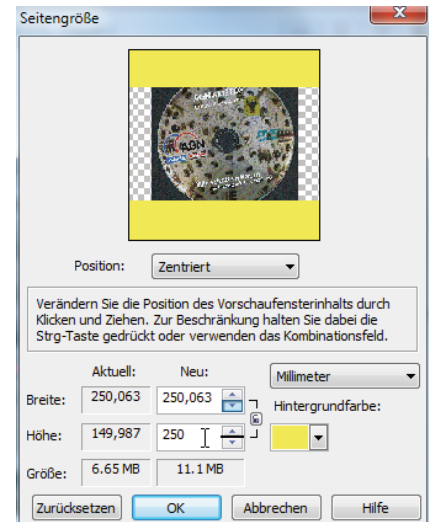 Seitengröße
AGN
Position: Zentriert
Verändern Sie die Position des Vorschaufensterinhalts durch
Klicken und Ziehen. Zur Beschränkung halten Sie dabei die
Strg-Taste gedrückt oder verwenden das Kombinationsfeld.
Aktuell: Neu: Millimeter
Breite: 250,063 250,063 Hintergrundfarbe:
Höhe: 149,987 250
Größe: 6.65 MB 11.1 MB
Zurücksetzen OK Abbrechen Hilfe